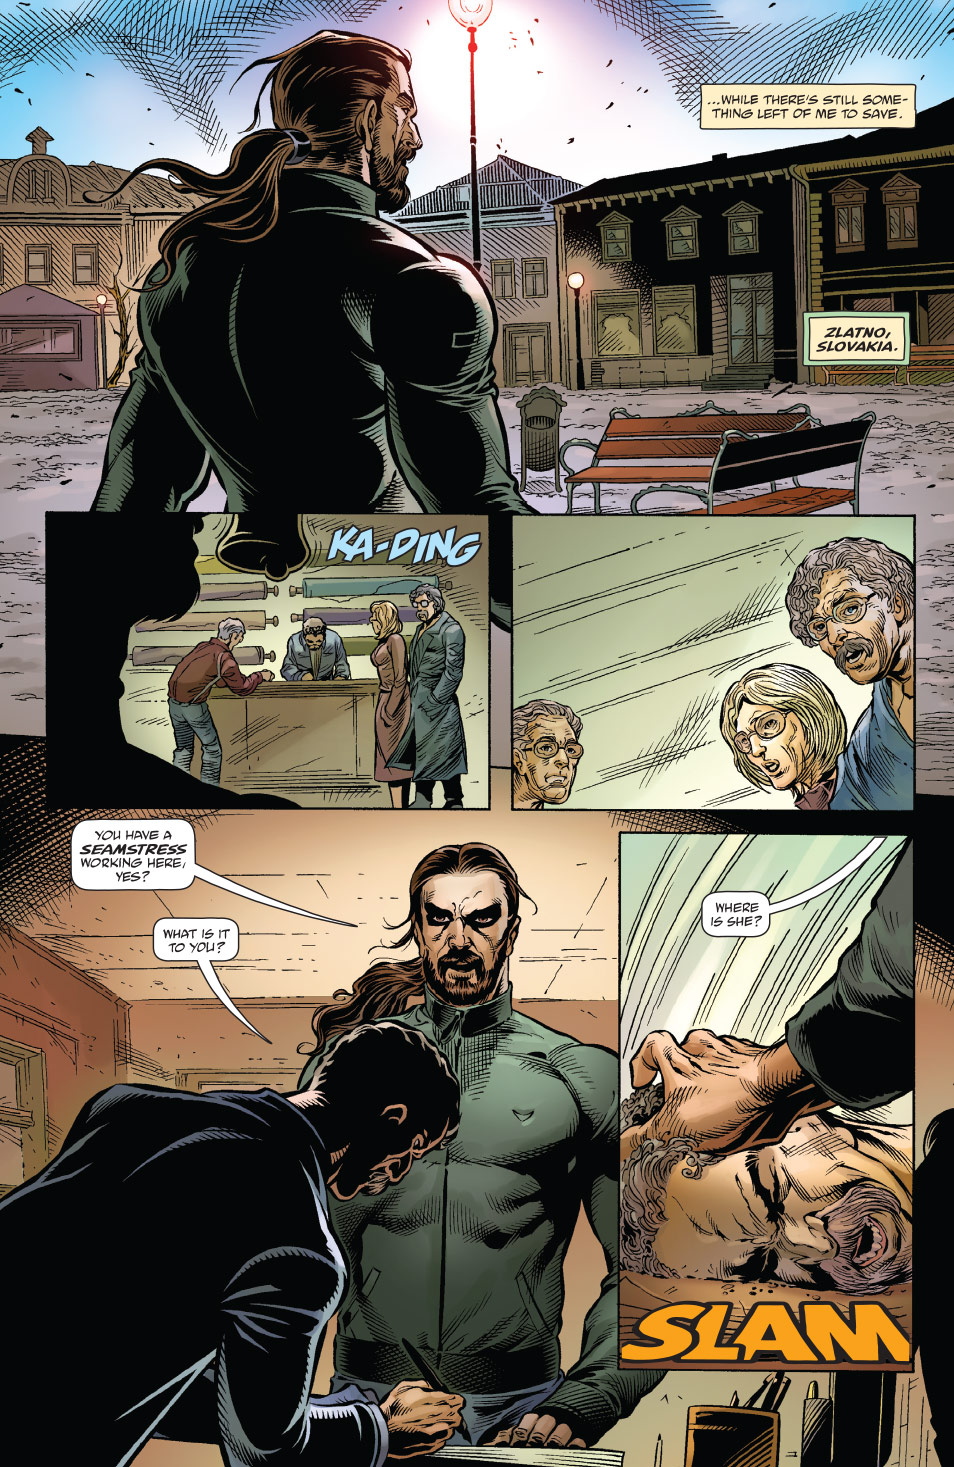 ...WHILE THERE'S STILL SOME-
THING LEFT OF ME TO SAVE.
ZLATNO,
SLOVAKIA.
KA-DING
YOU HAVE A
SEAMSTRESS
WORKING HERE,
YES?
WHAT IS IT
TO YOU?
WHERE
IS SHE?
SLAM